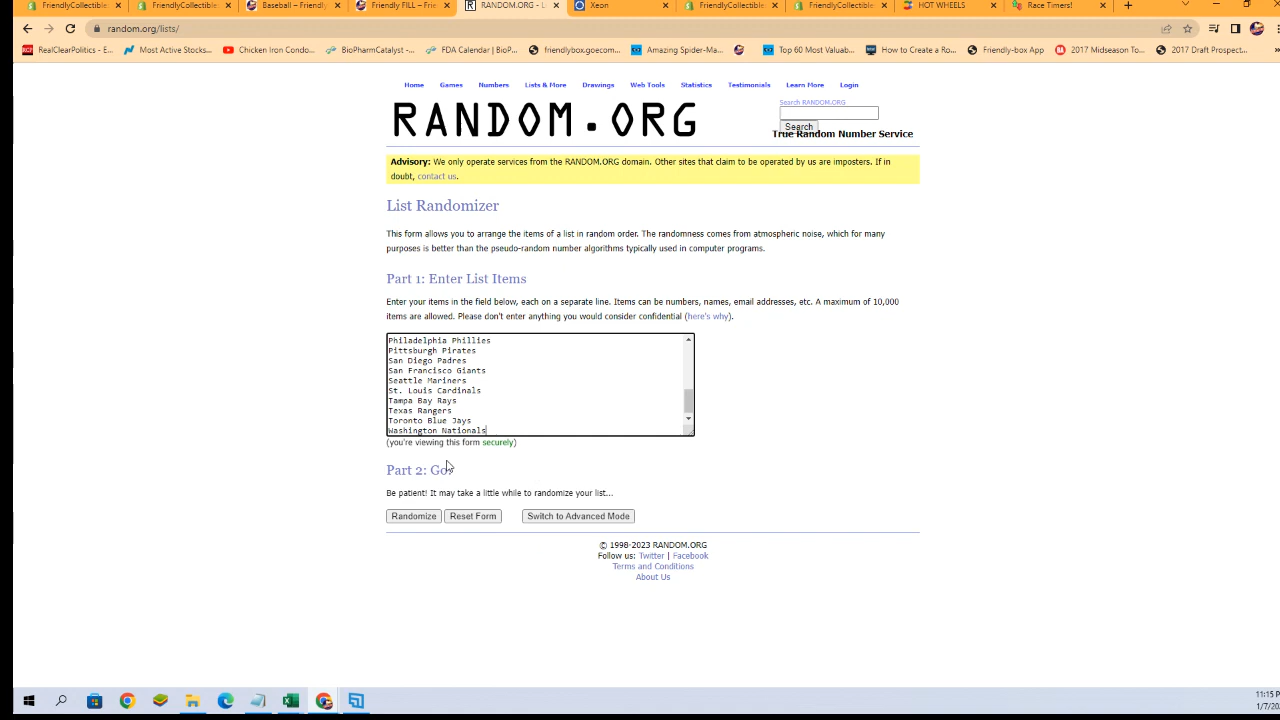 FriendlyCollectible
FriendlyCollectible
Baseball – Friendly
Friendly FILL – Frie
RANDOM.ORG - L
Xeon
FriendlyCollectible
FriendlyCollectible
HOT WHEELS
Race Timers!
random.org/lists/
RealClearPolitics - E...
Most Active Stocks...
Chicken Iron Condo...
BioPharmCatalyst -...
FDA Calendar | BioP...
friendlybox.goecom...
Amazing Spider-Ma...
Top 60 Most Valuab...
How to Create a Ro...
Friendly-box App
2017 Midseason To...
2017 Draft Prospect...
Home Games Numbers Lists & More Drawings Web Tools Statistics Testimonials Learn More Login
RANDOM.ORG
Search RANDOM.ORG
Search
True Random Number Service
Advisory: We only operate services from the RANDOM.ORG domain. Other sites that claim to be operated by us are imposters. If in
doubt, contact us.
List Randomizer
This form allows you to arrange the items of a list in random order. The randomness comes from atmospheric noise, which for many
purposes is better than the pseudo-random number algorithms typically used in computer programs.
Part 1: Enter List Items
Enter your items in the field below, each on a separate line. Items can be numbers, names, email addresses, etc. A maximum of 10,000
items are allowed. Please don't enter anything you would consider confidential (here's why).
Philadelphia Phillies
Pittsburgh Pirates
San Diego Padres
San Francisco Giants
Seattle Mariners
St. Louis Cardinals
Tampa Bay Rays
Texas Rangers
Toronto Blue Jays
Washington Nationals
(you're viewing this form securely)
Part 2: Go!
Be patient! It may take a little while to randomize your list...
Randomize Reset Form Switch to Advanced Mode
© 1998-2023 RANDOM.ORG
Follow us: Twitter | Facebook
Terms and Conditions
About Us
11:15 P
1/7/20